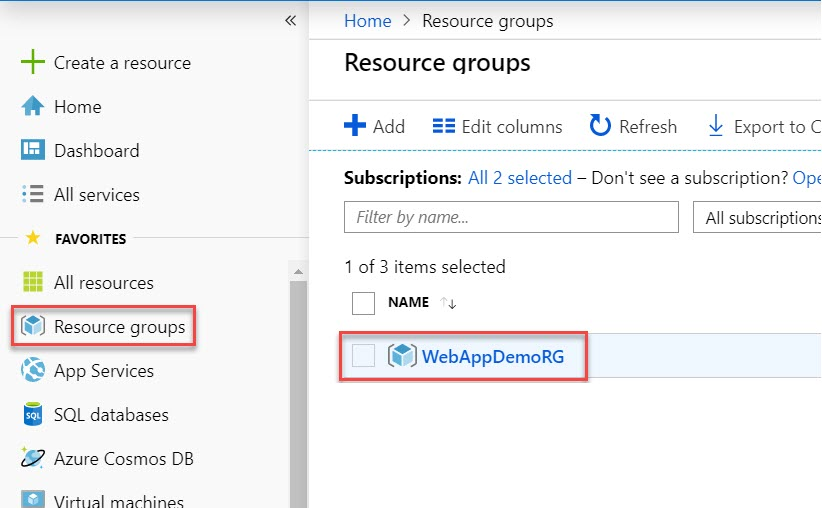 «
Create a resource
Home
Dashboard
All services
FAVORITES
All resources
Resource groups
App Services
SQL databases
SQL
Azure Cosmos DB
Virtual machines
Home > Resource groups
Resource groups
Add Edit columns Refresh Export to C
Subscriptions: All 2 selected – Don't see a subscription? Ope
Filter by name... All subscriptions
1 of 3 items selected
NAME ↑↓
WebAppDemoRG